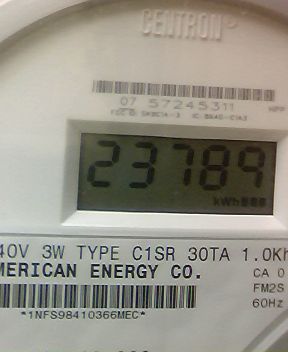 CENTRON
07 57245311
23789
kWh
40V 3W TYPE C1SR 30TA 1.0Kh
MERICAN ENERGY CO.
CA 0
FM2S
60Hz
*1NFS98410366MEC*